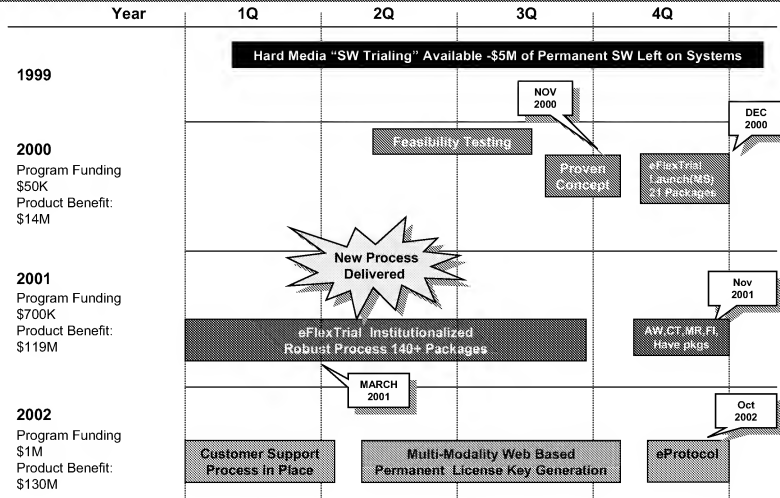 Year 1Q 2Q 3Q 4Q
Hard Media “SW Trialing” Available -$5M of Permanent SW Left on Systems
1999
NOV
2000
DEC
2000
2000
Program Funding
$50K
Product Benefit:
$14M
Feasibility Testing
Proven
Concept
eFlexTrial
Launch(MS)
21 Packages
New Process
Delivered
2001
Program Funding
$700K
Product Benefit:
$119M
Nov
2001
eFlexTrial Institutionalized
Robust Process 140+ Packages
AW,CT,MR,FI,
Have pkgs
MARCH
2001
2002
Program Funding
$1M
Product Benefit:
$130M
Oct
2002
Customer Support
Process in Place
Multi-Modality Web Based
Permanent License Key Generation
eProtocol